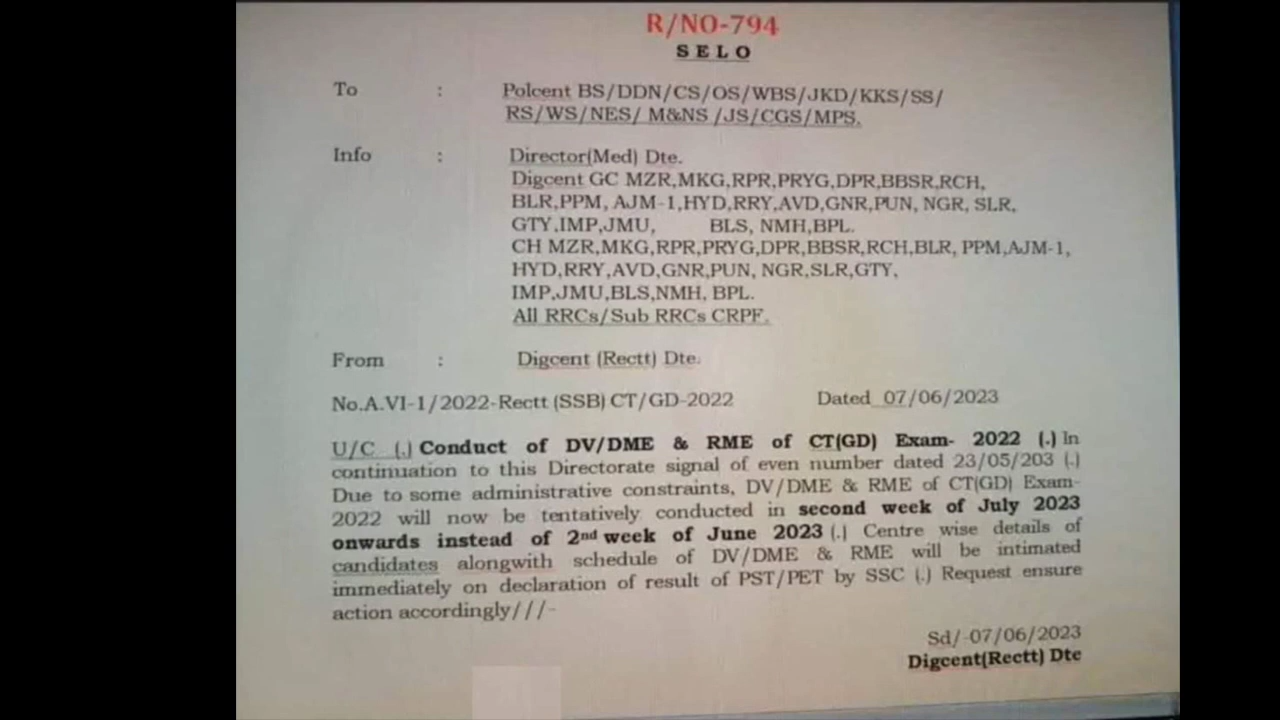 R/NO-794
SELO
To : Polcent BS/DDN/CS/OS/WBS/JKD/KKS/SS/
RS/WS/NES/ M&NS /JS/CGS/MPS.
Info : Director(Med) Dte.
Digcent GC MZR,MKG,RPR,PRYG,DPR,BBSR,RCH,
BLR,PPM, AJM-1,HYD,RRY,AVD,GNR,PUN, NGR, SLR,
GTY,IMP,JMU, BLS, NMH,BPL.
CH MZR,MKG,RPR,PRYG,DPR,BBSR,RCH,BLR, PPM,AJM-1,
HYD,RRY,AVD,GNR,PUN, NGR,SLR,GTY,
IMP,JMU,BLS,NMH, BPL.
All RRCs/Sub RRCs CRPF.
From : Digcent (Rectt) Dte.
No.A.VI-1/2022-Rectt (SSB) CT/GD-2022 Dated 07/06/2023
U/C (.) Conduct of DV/DME & RME of CT(GD) Exam- 2022 (.) In
continuation to this Directorate signal of even number dated 23/05/203 (.)
Due to some administrative constraints, DV/DME & RME of CT(GD) Exam-
2022 will now be tentatively conducted in second week of July 2023
onwards instead of 2nd week of June 2023 (.) Centre wise details of
candidates alongwith schedule of DV/DME & RME will be intimated
immediately on declaration of result of PST/PET by SSC (.) Request ensure
action accordingly///-
Sd/-07/06/2023
Digcent(Rectt) Dte